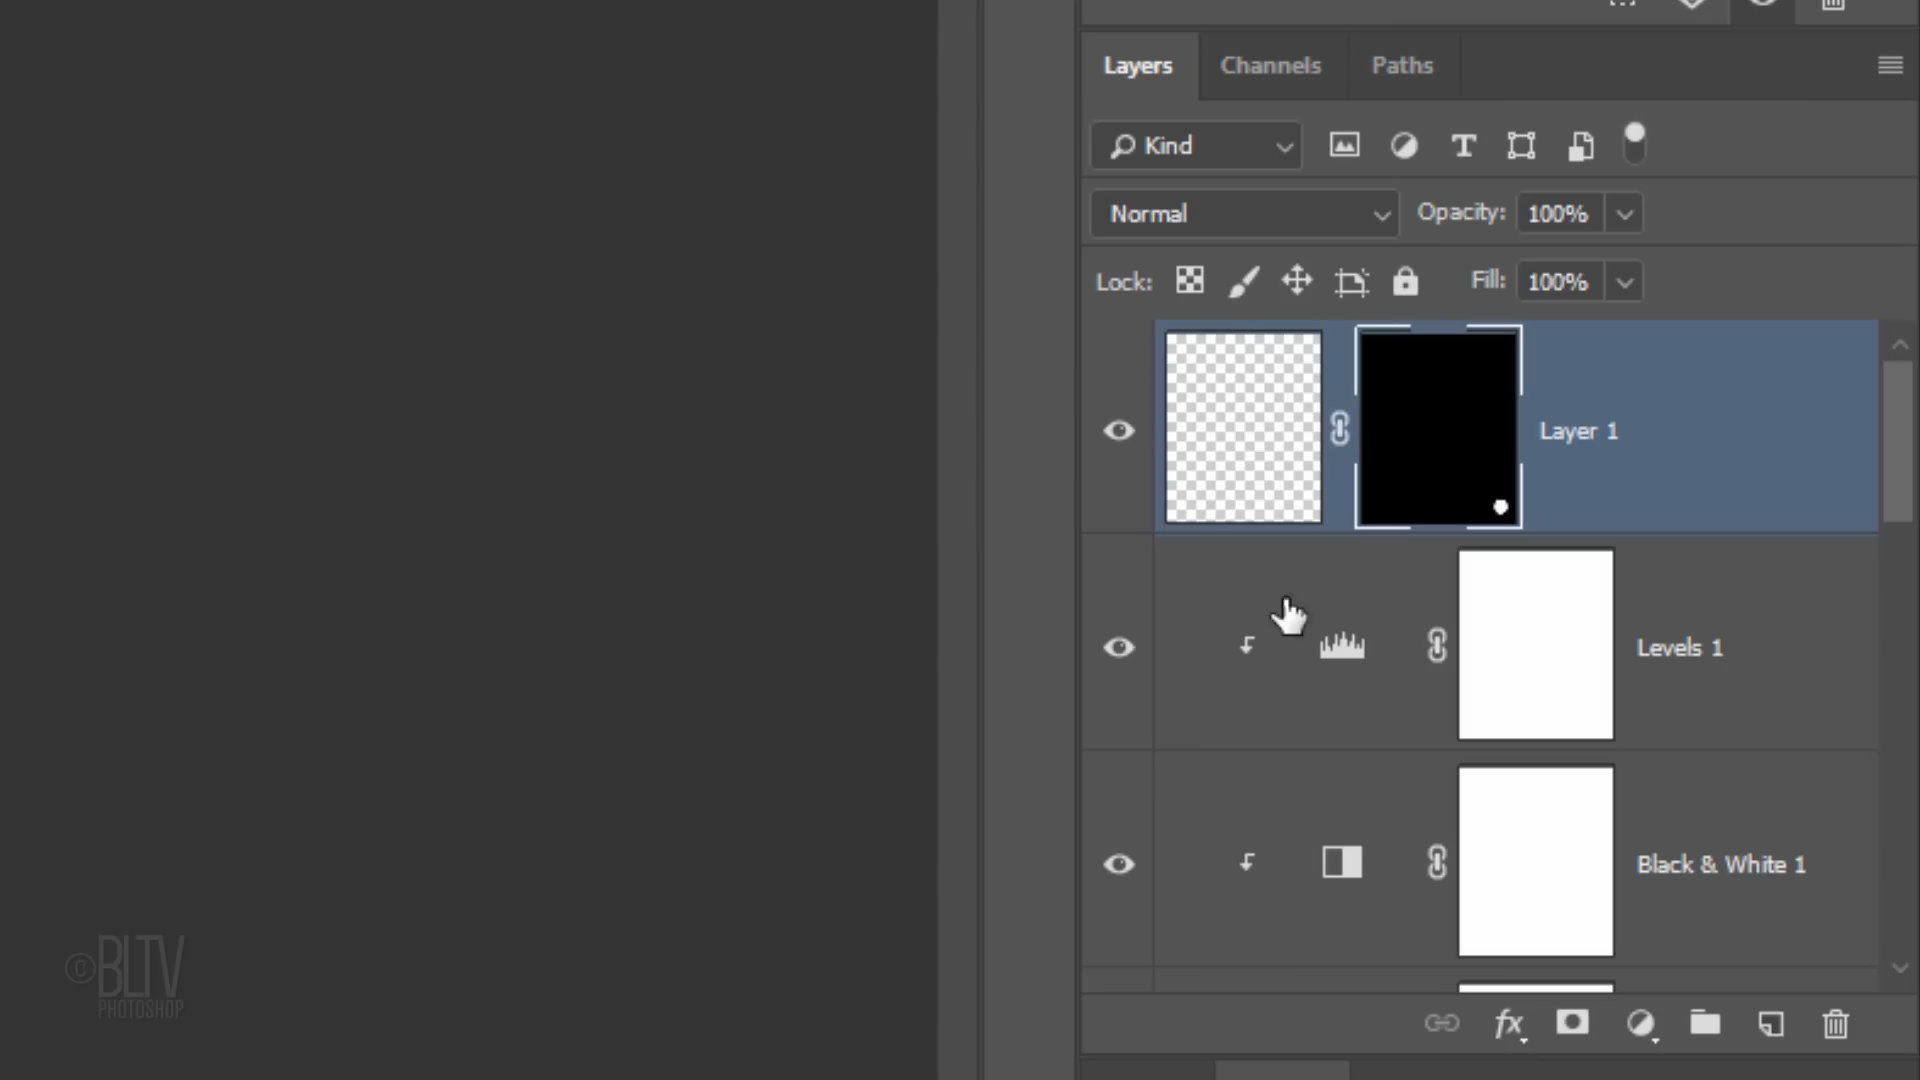 Layers Channels Paths
Kind
Normal Opacity: 100%
Lock: Fill: 100%
Layer 1
Levels 1
Black & White 1
©BLTV
PHOTOSHOP
fx